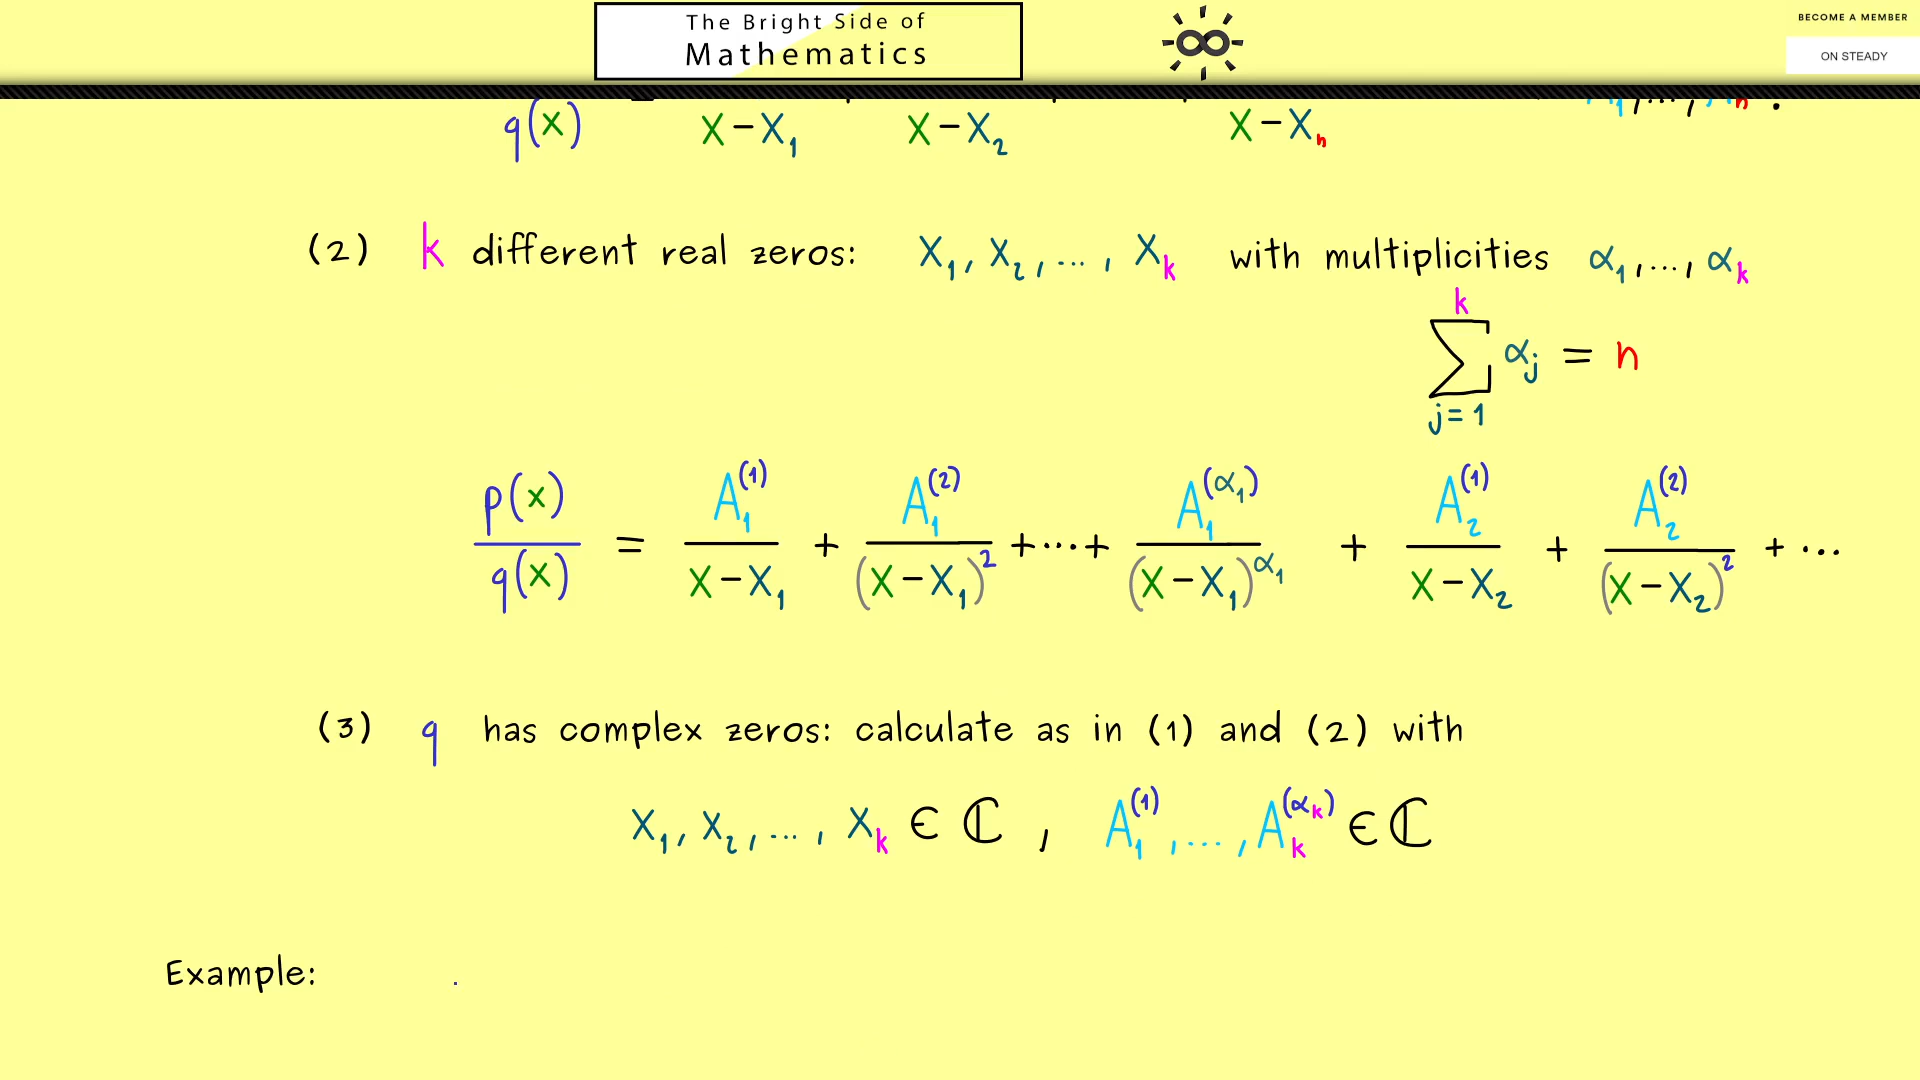 The Bright Side of
Mathematics
BECOME A MEMBER
ON STEADY
q(x) = x-x₁ x-x₂ x-xₙ
(2) k different real zeros: x₁, x₂, ..., xₖ with multiplicities α₁, ..., αₖ
∑_{j=1}^{k} αⱼ = n
p(x)/q(x) = A₁^{(1)}/(x-x₁) + A₁^{(2)}/(x-x₁)² + ··· + A₁^{(α₁)}/(x-x₁)^{α₁} + A₂^{(1)}/(x-x₂) + A₂^{(2)}/(x-x₂)² + ···
(3) q has complex zeros: calculate as in (1) and (2) with
x₁, x₂, ..., xₖ ∈ ℂ , A₁^{(1)}, ..., Aₖ^{(αₖ)} ∈ ℂ
Example: